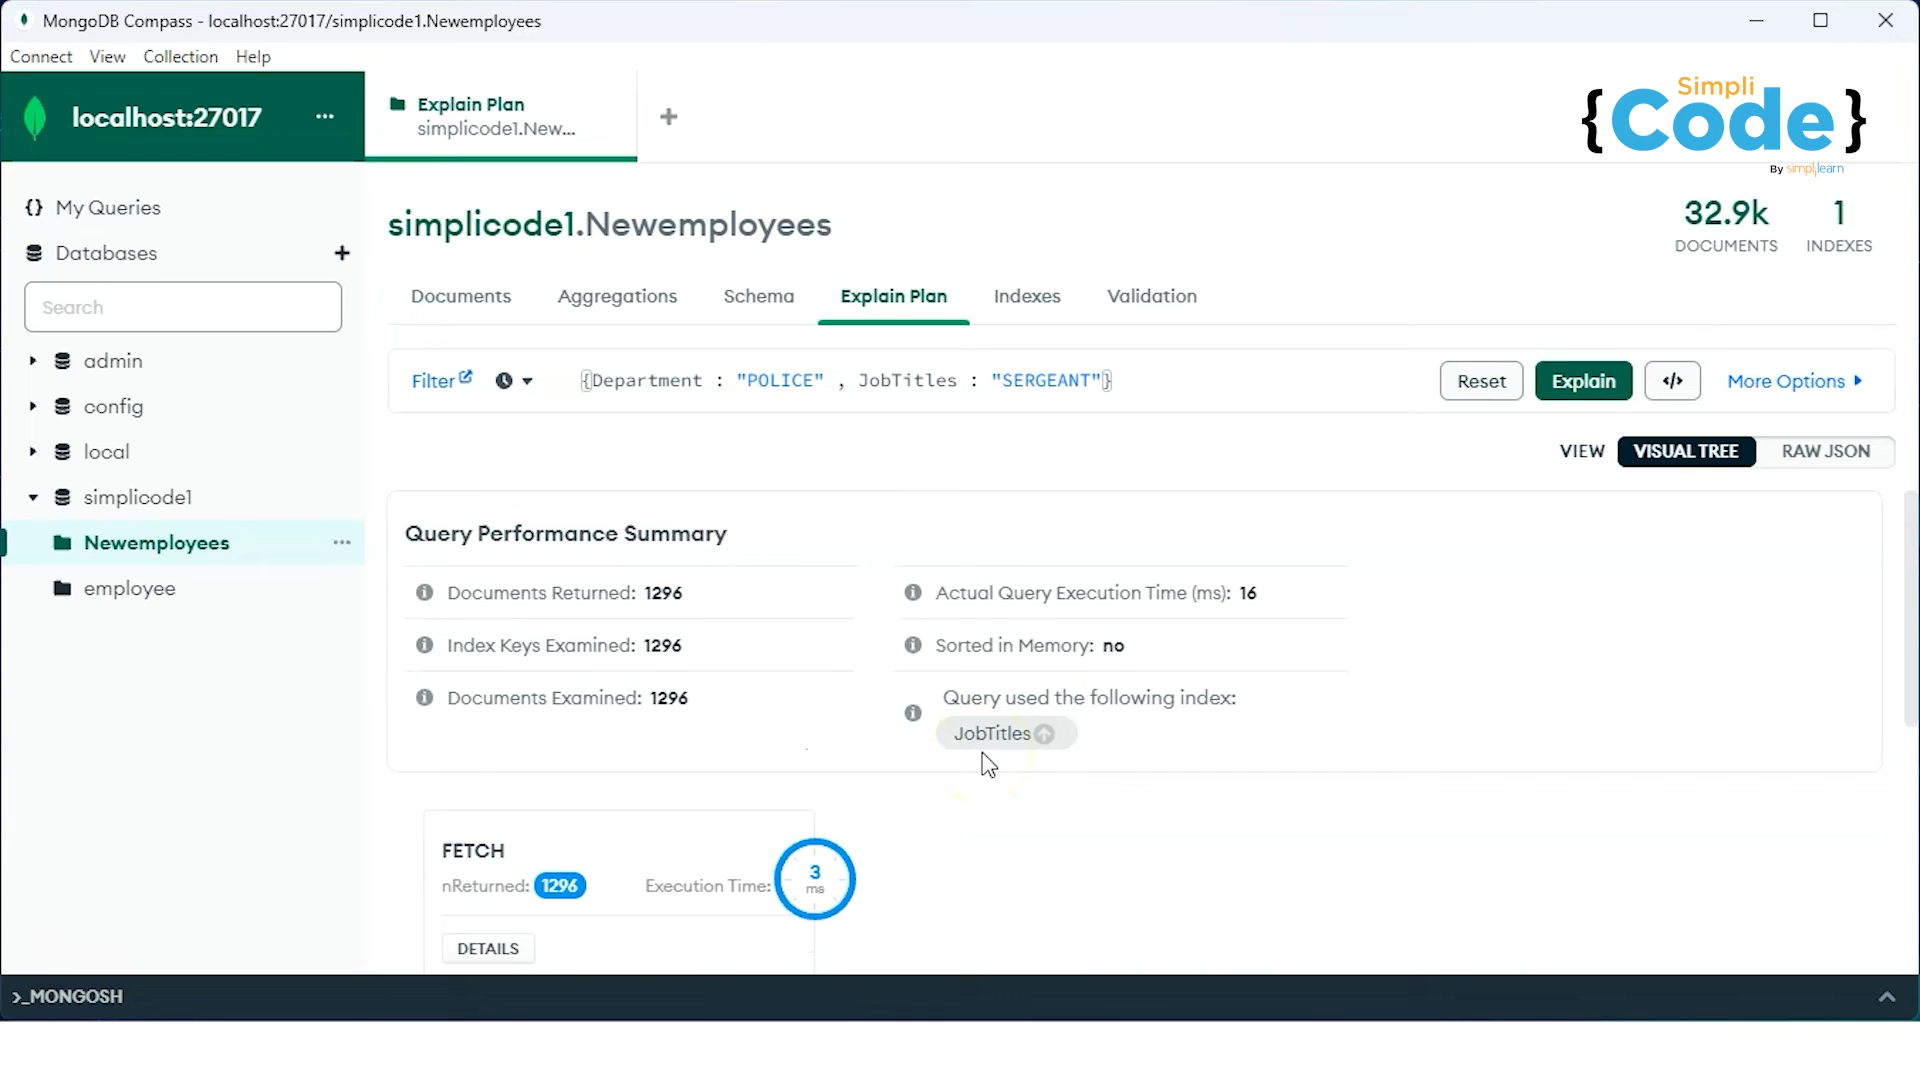 MongoDB Compass - localhost:27017/simplicode1.Newemployees
Connect View Collection Help
localhost:27017 ...
Explain Plan
simplicode1.New...
{Simpli Code}
By simplilearn
{} My Queries
Databases
Search
admin
config
local
simplicode1
Newemployees ...
employee
simplicode1.Newemployees
32.9k
DOCUMENTS
1
INDEXES
Documents Aggregations Schema Explain Plan Indexes Validation
Filter {Department : "POLICE" , JobTitles : "SERGEANT"} Reset Explain </> More Options
VIEW VISUAL TREE RAW JSON
Query Performance Summary
Documents Returned: 1296
Index Keys Examined: 1296
Documents Examined: 1296
Actual Query Execution Time (ms): 16
Sorted in Memory: no
Query used the following index:
JobTitles
FETCH
nReturned: 1296 Execution Time: 3 ms
DETAILS
>_MONGOSH